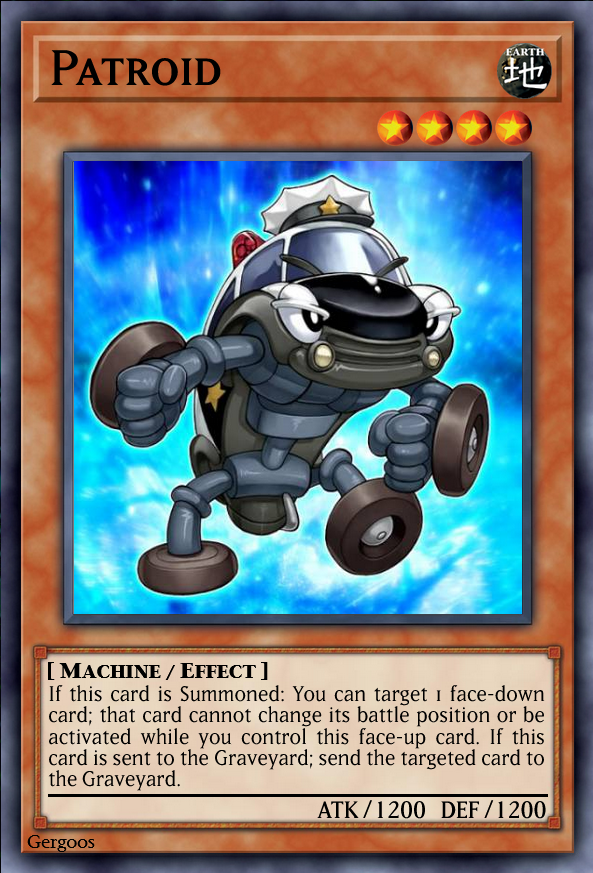 Patroid
EARTH
地
[ Machine / Effect ]
If this card is Summoned: You can target 1 face-down
card; that card cannot change its battle position or be
activated while you control this face-up card. If this
card is sent to the Graveyard; send the targeted card to
the Graveyard.
ATK / 1200 DEF / 1200
Gergoos